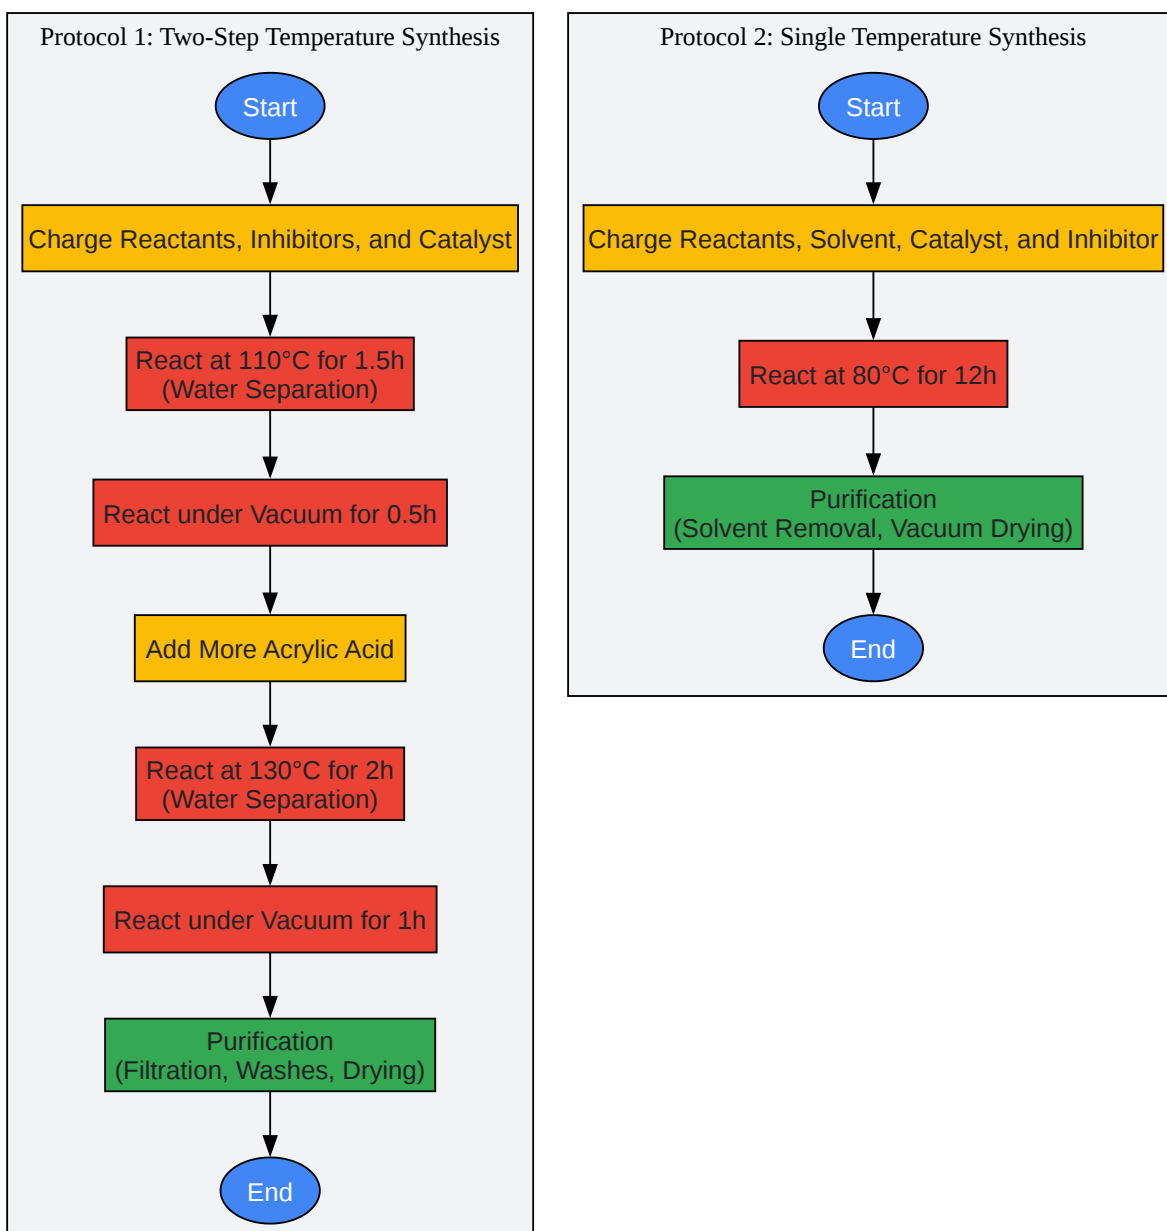 Protocol 1: Two-Step Temperature Synthesis
Start
Charge Reactants, Inhibitors, and Catalyst
React at 110°C for 1.5h
(Water Separation)
React under Vacuum for 0.5h
Add More Acrylic Acid
React at 130°C for 2h
(Water Separation)
React under Vacuum for 1h
Purification
(Filtration, Washes, Drying)
End
Protocol 2: Single Temperature Synthesis
Start
Charge Reactants, Solvent, Catalyst, and Inhibitor
React at 80°C for 12h
Purification
(Solvent Removal, Vacuum Drying)
End